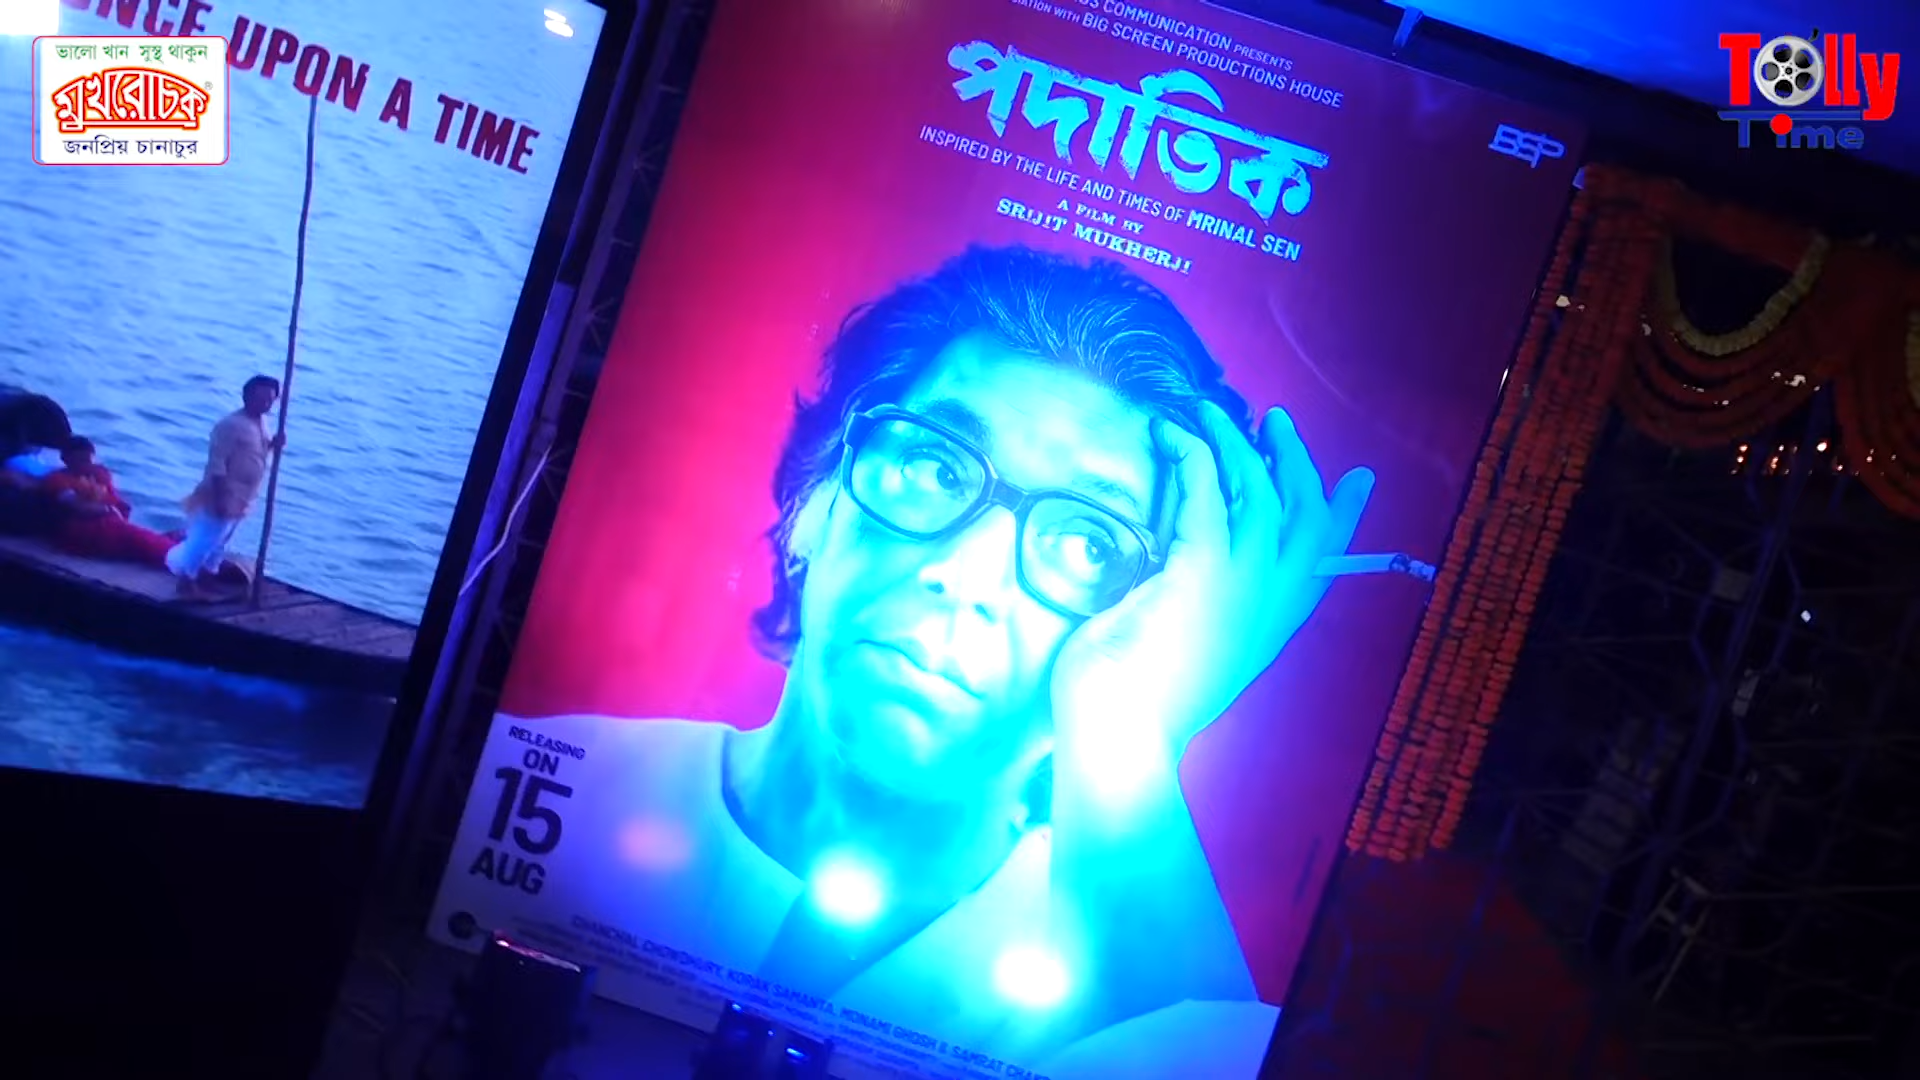 ONCE UPON A TIME
ভালো খান সুস্থ থাকুন
মুখরোচক
জনপ্রিয় চানাচুর
COMMUNICATION PRESENTS
WITH BIG SCREEN PRODUCTIONS HOUSE
পদাতিক
INSPIRED BY THE LIFE AND TIMES OF MRINAL SEN
A FILM BY
SRIJIT MUKHERJI
BSP
Tolly
Time
RELEASING
ON
15
AUG
CHANCHAL CHOWDHURY, KORAK SAMANTA, MONAMI GHOSH & SAMRAT